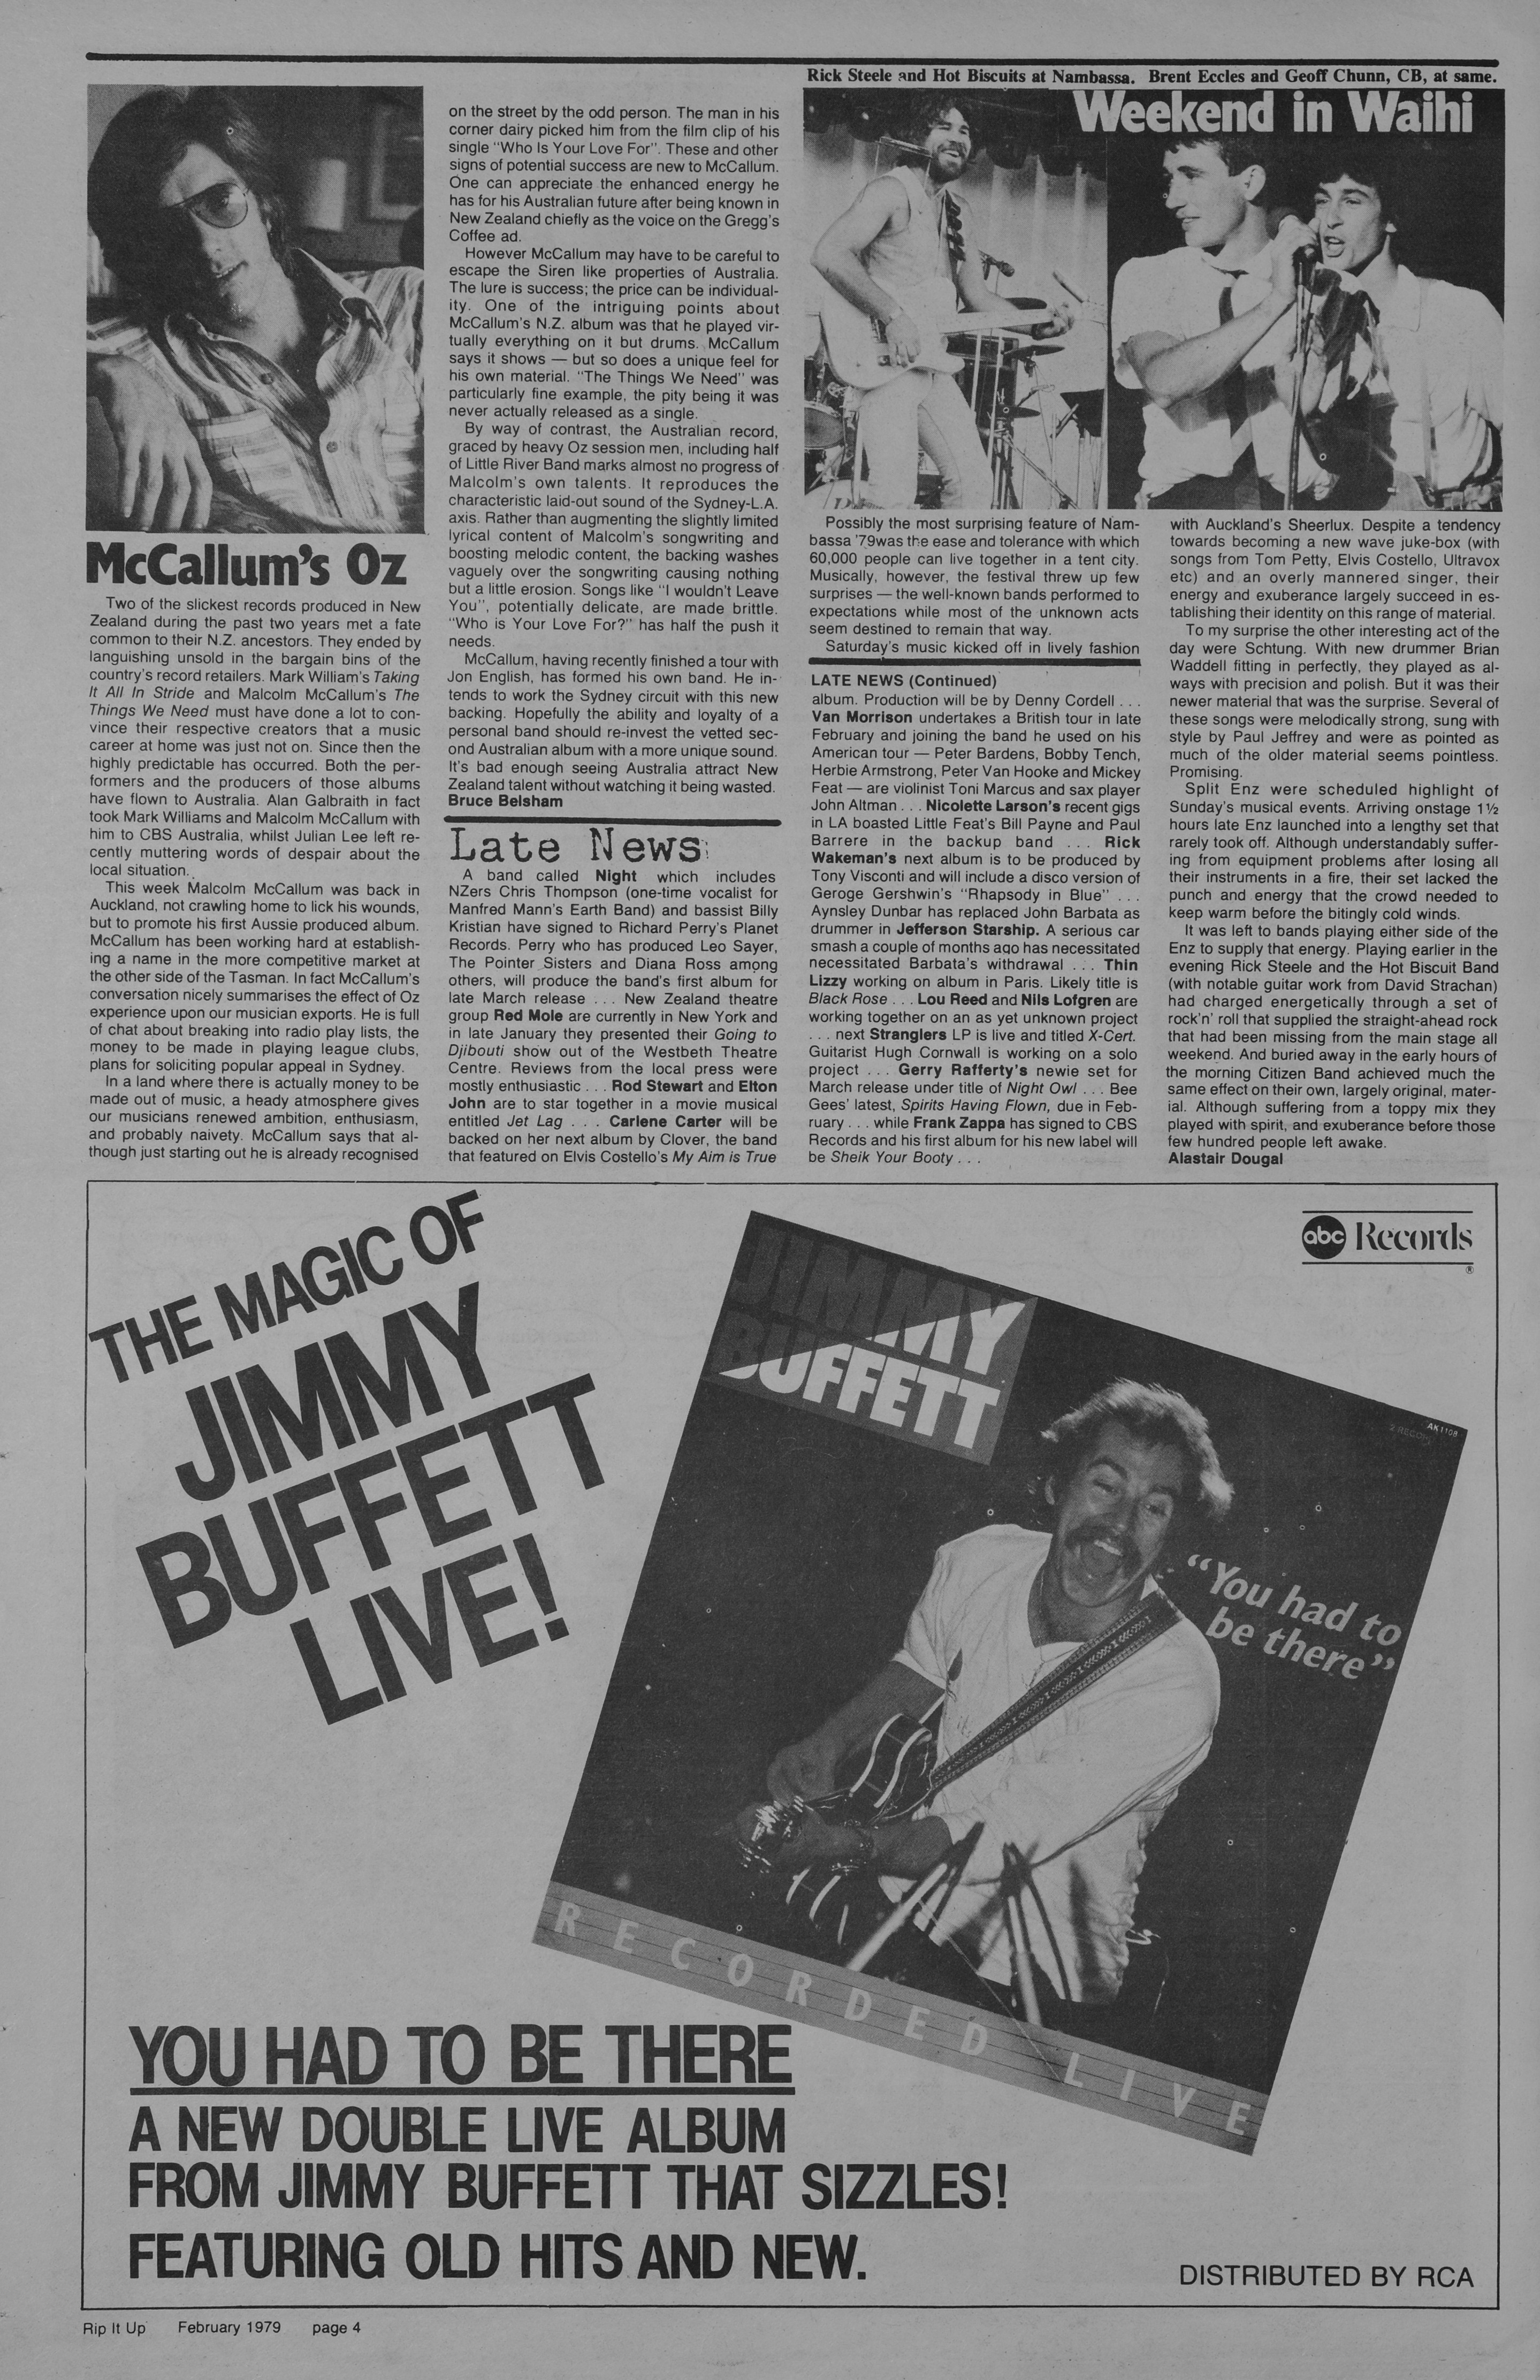 McCallum's Oz
Two of the slickest records produced in New
Zealand during the past two years met a fate
common to their N.Z. ancestors. They ended by
languishing unsold in the bargain bins of the
country's record retailers. Mark William's Taking
It All In Stride and Malcolm McCallum's The
Things We Need must have done a lot to con-
vince their respective creators that a music
career at home was just not on. Since then the
highly predictable has occurred. Both the per-
formers and the producers of those albums
have flown to Australia. Alan Galbraith in fact
took Mark Williams and Malcolm McCallum with
him to CBS Australia, whilst Julian Lee left re-
cently muttering words of despair about the
local situation.
This week Malcolm McCallum was back in
Auckland, not crawling home to lick his wounds,
but to promote his first Aussie produced album.
McCallum has been working hard at establish-
ing a name in the more competitive market at
the other side of the Tasman. In fact McCallum's
conversation nicely summarises the effect of Oz
experience upon our musician exports. He is full
of chat about breaking into radio play lists, the
money to be made in playing league clubs,
plans for soliciting popular appeal in Sydney.
In a land where there is actually money to be
made out of music, a heady atmosphere gives
our musicians renewed ambition, enthusiasm,
and probably naivety. McCallum says that al-
though just starting out he is already recognised
on the street by the odd person. The man in his
corner dairy picked him from the film clip of his
single "Who Is Your Love For". These and other
signs of potential success are new to McCallum.
One can appreciate the enhanced energy he
has for his Australian future after being known in
New Zealand chiefly as the voice on the Gregg's
Coffee ad.
However McCallum may have to be careful to
escape the Siren like properties of Australia.
The lure is success; the price can be individual-
ity. One of the intriguing points about
McCallum's N.Z. album was that he played vir-
tually everything on it but drums. McCallum
says it shows — but so does a unique feel for
his own material. "The Things We Need" was
particularly fine example, the pity being it was
never actually released as a single.
By way of contrast, the Australian record,
graced by heavy Oz session men, including half
of Little River Band marks almost no progress of
Malcolm's own talents. It reproduces the
characteristic laid-out sound of the Sydney-L.A.
axis. Rather than augmenting the slightly limited
lyrical content of Malcolm's songwriting and
boosting melodic content, the backing washes
vaguely over the songwriting causing nothing
but a little erosion. Songs like "I wouldn't Leave
You", potentially delicate, are made brittle.
"Who is Your Love For?" has half the push it
needs.
McCallum, having recently finished a tour with
Jon English, has formed his own band. He in-
tends to work the Sydney circuit with this new
backing. Hopefully the ability and loyalty of a
personal band should re-invest the vetted sec-
ond Australian album with a more unique sound.
It's bad enough seeing Australia attract New
Zealand talent without watching it being wasted.
Bruce Belsham
Late News
A band called Night which includes
NZers Chris Thompson (one-time vocalist for
Manfred Mann's Earth Band) and bassist Billy
Kristian have signed to Richard Perry's Planet
Records. Perry who has produced Leo Sayer,
The Pointer Sisters and Diana Ross among
others, will produce the band's first album for
late March release . . . New Zealand theatre
group Red Mole are currently in New York and
in late January they presented their Going to
Djibouti show out of the Westbeth Theatre
Centre. Reviews from the local press were
mostly enthusiastic . . . Rod Stewart and Elton
John are to star together in a movie musical
entitled Jet Lag . . . Carlene Carter will be
backed on her next album by Clover, the band
that featured on Elvis Costello's My Aim is True
LATE NEWS (Continued)
album. Production will be by Denny Cordell . . .
Van Morrison undertakes a British tour in late
February and joining the band he used on his
American tour — Peter Bardens, Bobby Tench,
Herbie Armstrong, Peter Van Hooke and Mickey
Feat — are violinist Toni Marcus and sax player
John Altman . . . Nicolette Larson's recent gigs
in LA boasted Little Feat's Bill Payne and Paul
Barrere in the backup band . . . Rick
Wakeman's next album is to be produced by
Tony Visconti and will include a disco version of
Geroge Gershwin's "Rhapsody in Blue" . . .
Aynsley Dunbar has replaced John Barbata as
drummer in Jefferson Starship. A serious car
smash a couple of months ago has necessitated
necessitated Barbata's withdrawal . . . Thin
Lizzy working on album in Paris. Likely title is
Black Rose . . . Lou Reed and Nils Lofgren are
working together on an as yet unknown project
. . . next Stranglers LP is live and titled X-Cert.
Guitarist Hugh Cornwall is working on a solo
project . . . Gerry Rafferty's newie set for
March release under title of Night Owl . . . Bee
Gees' latest, Spirits Having Flown, due in Feb-
ruary . . . while Frank Zappa has signed to CBS
Records and his first album for his new label will
be Sheik Your Booty . . .
Rick Steele and Hot Biscuits at Nambassa. Brent Eccles and Geoff Chunn, CB, at same.
Weekend in Waihi
Possibly the most surprising feature of Nam-
bassa '79was the ease and tolerance with which
60,000 people can live together in a tent city.
Musically, however, the festival threw up few
surprises — the well-known bands performed to
expectations while most of the unknown acts
seem destined to remain that way.
Saturday's music kicked off in lively fashion
with Auckland's Sheerlux. Despite a tendency
towards becoming a new wave juke-box (with
songs from Tom Petty, Elvis Costello, Ultravox
etc) and an overly mannered singer, their
energy and exuberance largely succeed in es-
tablishing their identity on this range of material.
To my surprise the other interesting act of the
day were Schtung. With new drummer Brian
Waddell fitting in perfectly, they played as al-
ways with precision and polish. But it was their
newer material that was the surprise. Several of
these songs were melodically strong, sung with
style by Paul Jeffrey and were as pointed as
much of the older material seems pointless.
Promising.
Split Enz were scheduled highlight of
Sunday's musical events. Arriving onstage 1½
hours late Enz launched into a lengthy set that
rarely took off. Although understandably suffer-
ing from equipment problems after losing all
their instruments in a fire, their set lacked the
punch and energy that the crowd needed to
keep warm before the bitingly cold winds.
It was left to bands playing either side of the
Enz to supply that energy. Playing earlier in the
evening Rick Steele and the Hot Biscuit Band
(with notable guitar work from David Strachan)
had charged energetically through a set of
rock'n' roll that supplied the straight-ahead rock
that had been missing from the main stage all
weekend. And buried away in the early hours of
the morning Citizen Band achieved much the
same effect on their own, largely original, mater-
ial. Although suffering from a toppy mix they
played with spirit, and exuberance before those
few hundred people left awake.
Alastair Dougal
THE MAGIC OF
JIMMY
BUFFETT
LIVE!
abc Records
®
JIMMY
BUFFETT
AK1108
2 RECORD
"You had to
be there"
RECORDED LIVE
YOU HAD TO BE THERE
A NEW DOUBLE LIVE ALBUM
FROM JIMMY BUFFETT THAT SIZZLES!
FEATURING OLD HITS AND NEW.
DISTRIBUTED BY RCA
Rip It Up February 1979 page 4